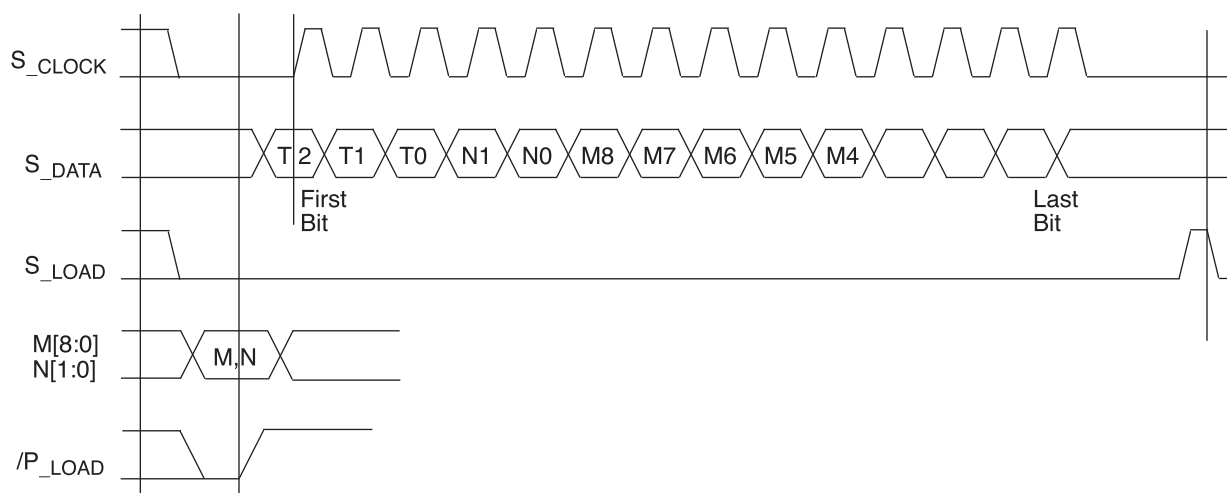 S_CLOCK
S_DATA
T2 T1 T0 N1 N0 M8 M7 M6 M5 M4
First
Bit
Last
Bit
S_LOAD
M[8:0]
N[1:0]
M,N
/P_LOAD